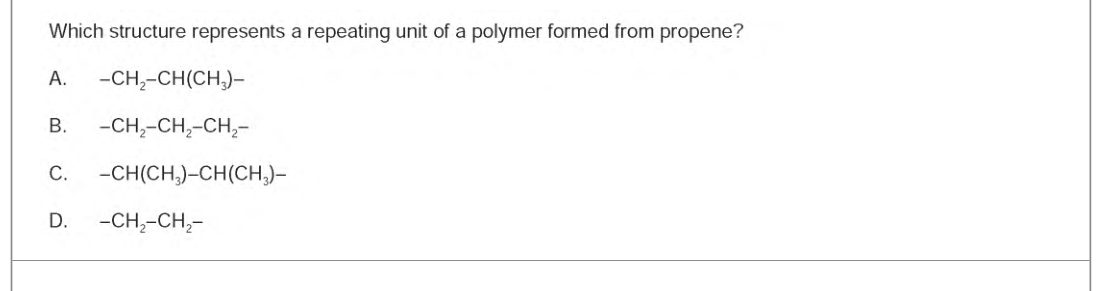 Which structure represents a repeating unit of a polymer formed from propene?
A. –CH₂–CH(CH₃)–
B. –CH₂–CH₂–CH₂–
C. –CH(CH₃)–CH(CH₃)–
D. –CH₂–CH₂–